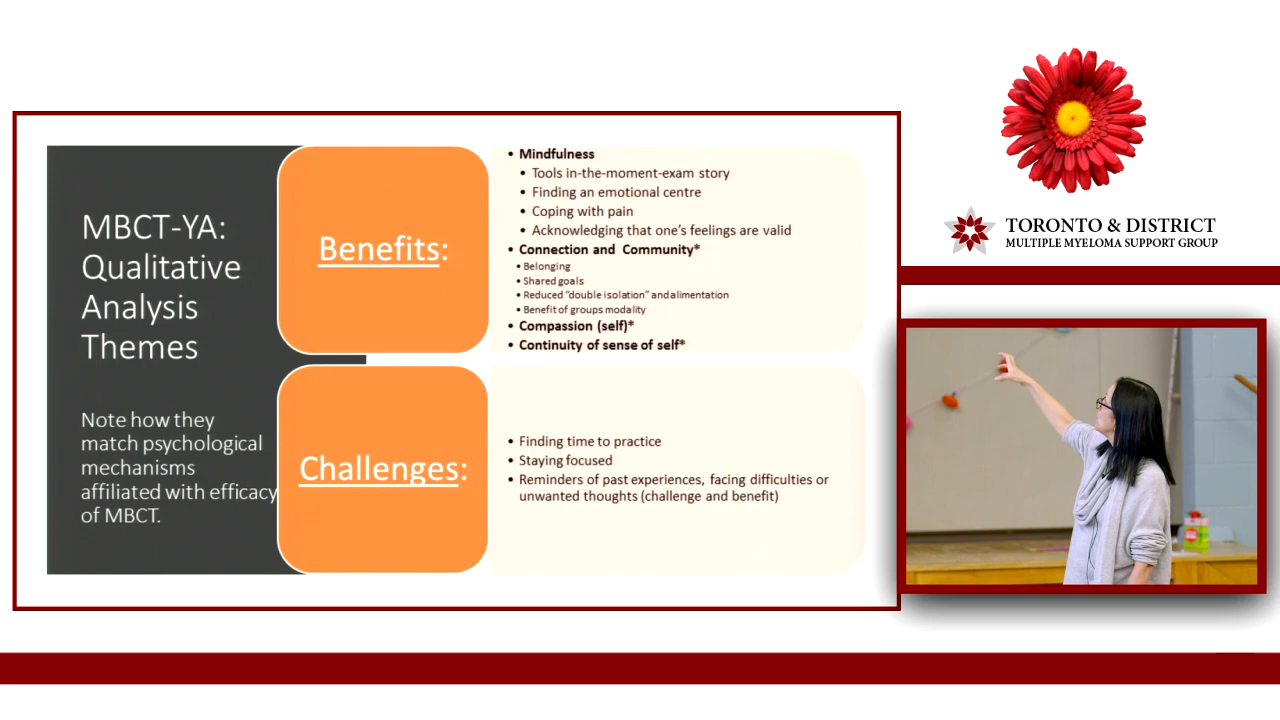 MBCT-YA:
Qualitative
Analysis
Themes
Note how they
match psychological
mechanisms
affiliated with efficacy
of MBCT.
Benefits:
• Mindfulness
• Tools in-the-moment-exam story
• Finding an emotional centre
• Coping with pain
• Acknowledging that one's feelings are valid
• Connection and Community*
• Belonging
• Shared goals
• Reduced "double isolation" and alimentation
• Benefit of groups modality
• Compassion (self)*
• Continuity of sense of self*
Challenges:
• Finding time to practice
• Staying focused
• Reminders of past experiences, facing difficulties or
unwanted thoughts (challenge and benefit)
TORONTO & DISTRICT
MULTIPLE MYELOMA SUPPORT GROUP